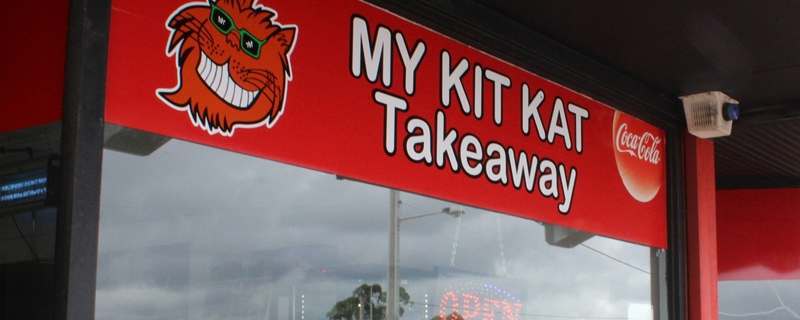 MY KIT KAT
Takeaway
Coca-Cola
OPEN